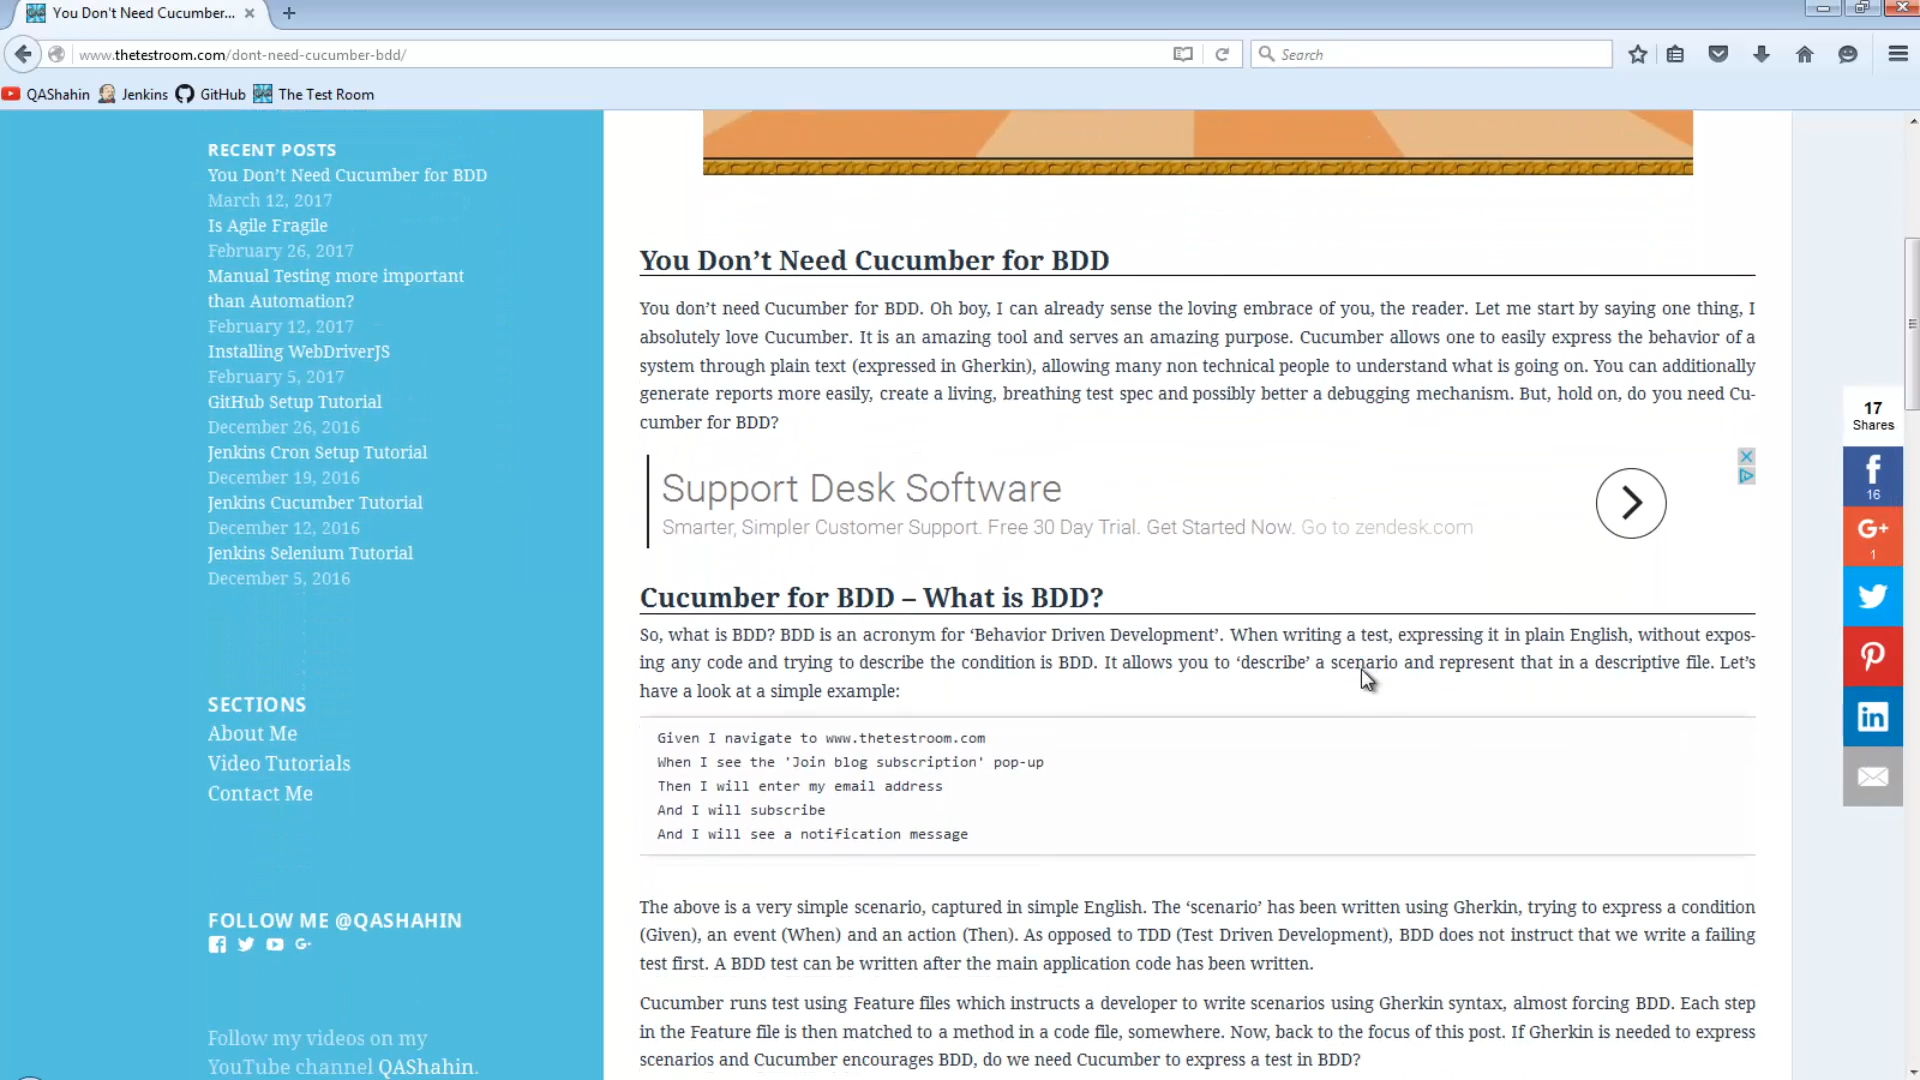 You Don't Need Cucumber...
www.thetestroom.com/dont-need-cucumber-bdd/
Search
QAShahin
Jenkins
GitHub
The Test Room
RECENT POSTS
You Don’t Need Cucumber for BDD
March 12, 2017
Is Agile Fragile
February 26, 2017
Manual Testing more important
than Automation?
February 12, 2017
Installing WebDriverJS
February 5, 2017
GitHub Setup Tutorial
December 26, 2016
Jenkins Cron Setup Tutorial
December 19, 2016
Jenkins Cucumber Tutorial
December 12, 2016
Jenkins Selenium Tutorial
December 5, 2016
SECTIONS
About Me
Video Tutorials
Contact Me
FOLLOW ME @QASHAHIN
Follow my videos on my
YouTube channel QAShahin.
You Don’t Need Cucumber for BDD
You don’t need Cucumber for BDD. Oh boy, I can already sense the loving embrace of you, the reader. Let me start by saying one thing, I
absolutely love Cucumber. It is an amazing tool and serves an amazing purpose. Cucumber allows one to easily express the behavior of a
system through plain text (expressed in Gherkin), allowing many non technical people to understand what is going on. You can additionally
generate reports more easily, create a living, breathing test spec and possibly better a debugging mechanism. But, hold on, do you need Cu-
cumber for BDD?
Support Desk Software
Smarter, Simpler Customer Support. Free 30 Day Trial. Get Started Now. Go to zendesk.com
Cucumber for BDD – What is BDD?
So, what is BDD? BDD is an acronym for ‘Behavior Driven Development’. When writing a test, expressing it in plain English, without expos-
ing any code and trying to describe the condition is BDD. It allows you to ‘describe’ a scenario and represent that in a descriptive file. Let’s
have a look at a simple example:
Given I navigate to www.thetestroom.com
When I see the 'Join blog subscription' pop-up
Then I will enter my email address
And I will subscribe
And I will see a notification message
The above is a very simple scenario, captured in simple English. The ‘scenario’ has been written using Gherkin, trying to express a condition
(Given), an event (When) and an action (Then). As opposed to TDD (Test Driven Development), BDD does not instruct that we write a failing
test first. A BDD test can be written after the main application code has been written.
Cucumber runs test using Feature files which instructs a developer to write scenarios using Gherkin syntax, almost forcing BDD. Each step
in the Feature file is then matched to a method in a code file, somewhere. Now, back to the focus of this post. If Gherkin is needed to express
scenarios and Cucumber encourages BDD, do we need Cucumber to express a test in BDD?
17
Shares
16
G+
1